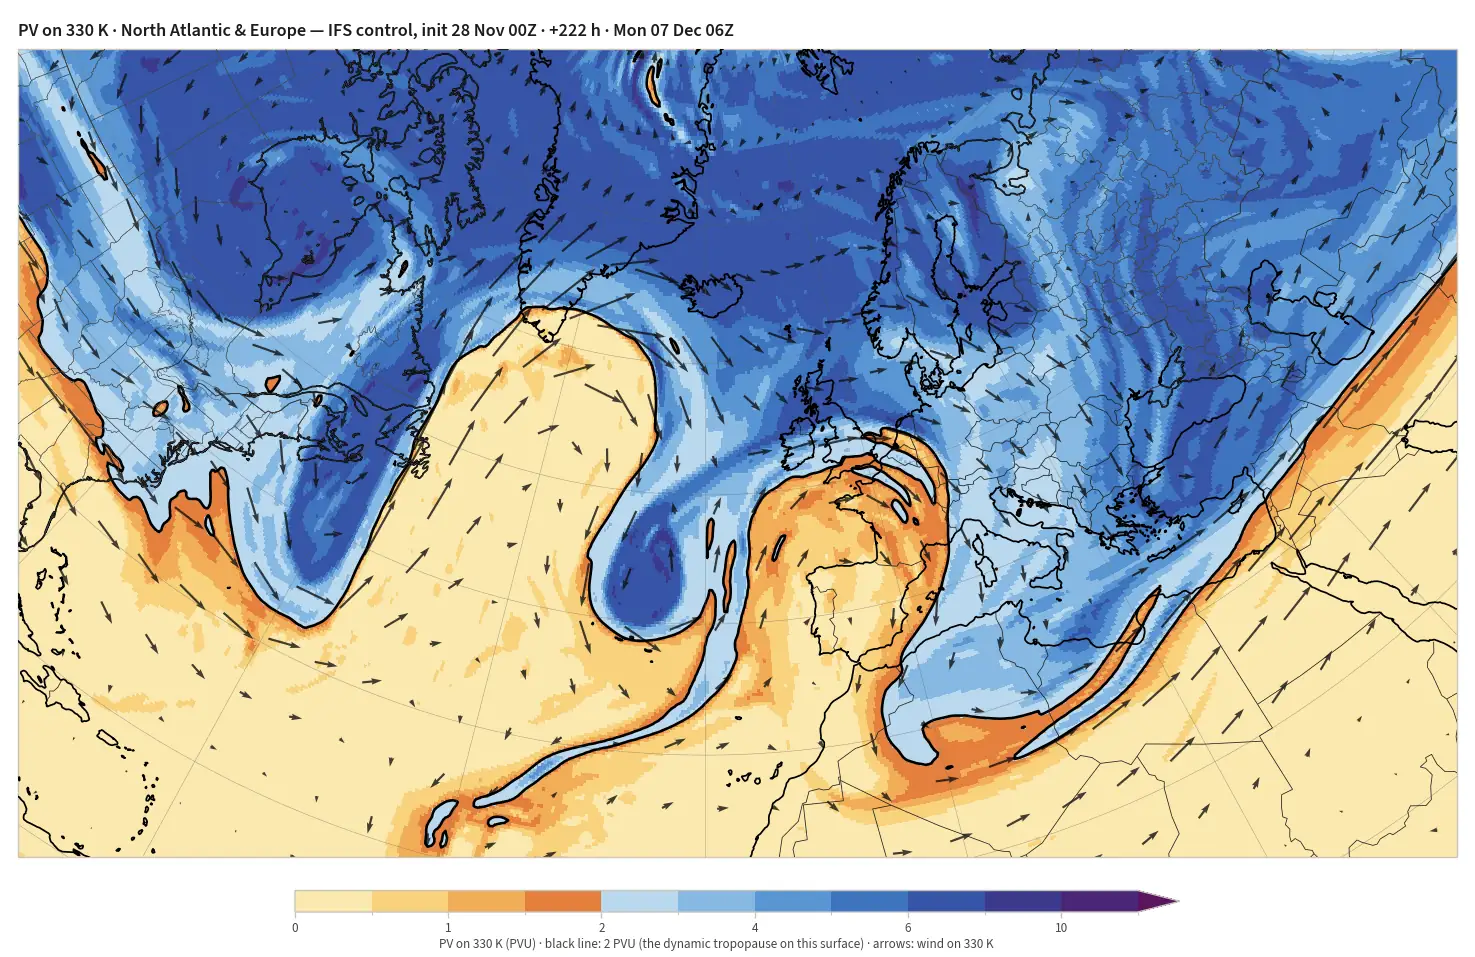 PV on 330 K · North Atlantic & Europe — IFS control, init 28 Nov 00Z · +222 h · Mon 07 Dec 06Z
0 1 2 4 6 10
PV on 330 K (PVU) · black line: 2 PVU (the dynamic tropopause on this surface) · arrows: wind on 330 K